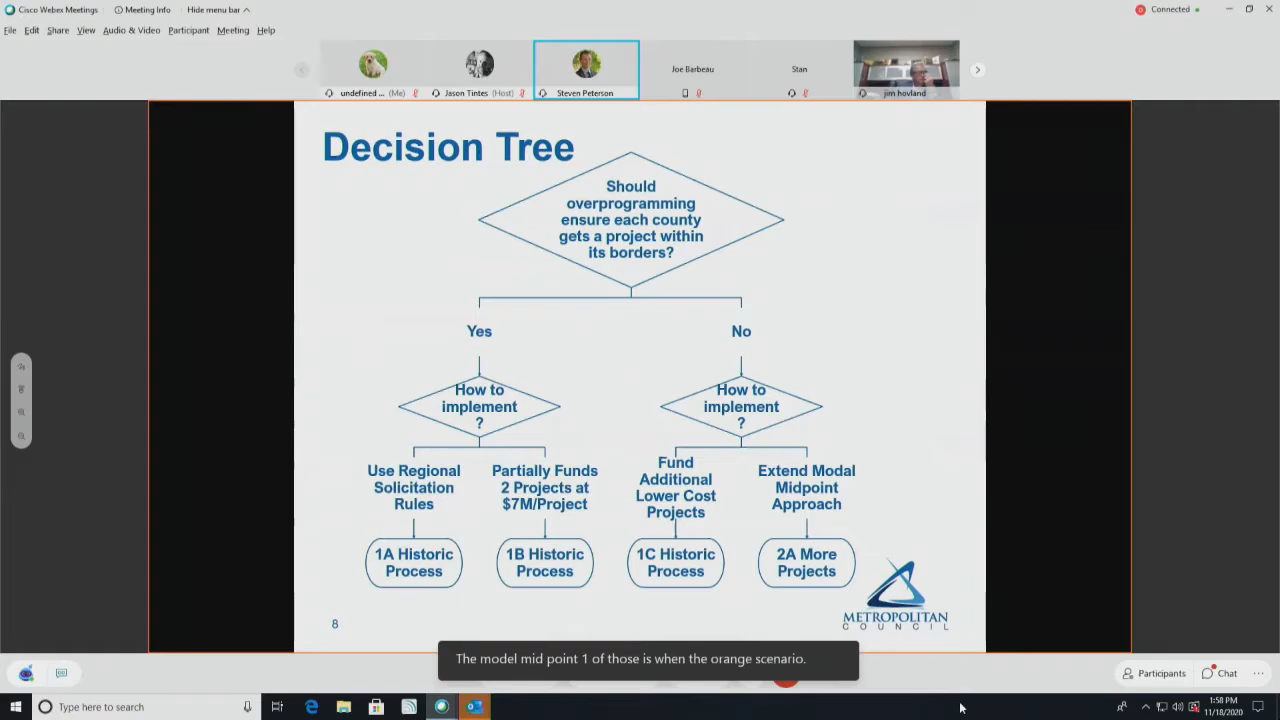 Cisco Webex Meetings
Meeting Info
Hide menu bar
Connected
File Edit Share View Audio & Video Participant Meeting Help
undefined ... (Me)
Jason Tintes (Host)
Steven Peterson
Joe Barbeau
Stan
jim hovland
Decision Tree
Should
overprogramming
ensure each county
gets a project within
its borders?
Yes
No
How to
implement
?
How to
implement
?
Use Regional
Solicitation
Rules
Partially Funds
2 Projects at
$7M/Project
Fund
Additional
Lower Cost
Projects
Extend Modal
Midpoint
Approach
1A Historic
Process
1B Historic
Process
1C Historic
Process
2A More
Projects
METROPOLITAN
COUNCIL
8
The model mid point 1 of those is when the orange scenario.
Participants
Chat
Type here to search
1:58 PM
11/18/2020